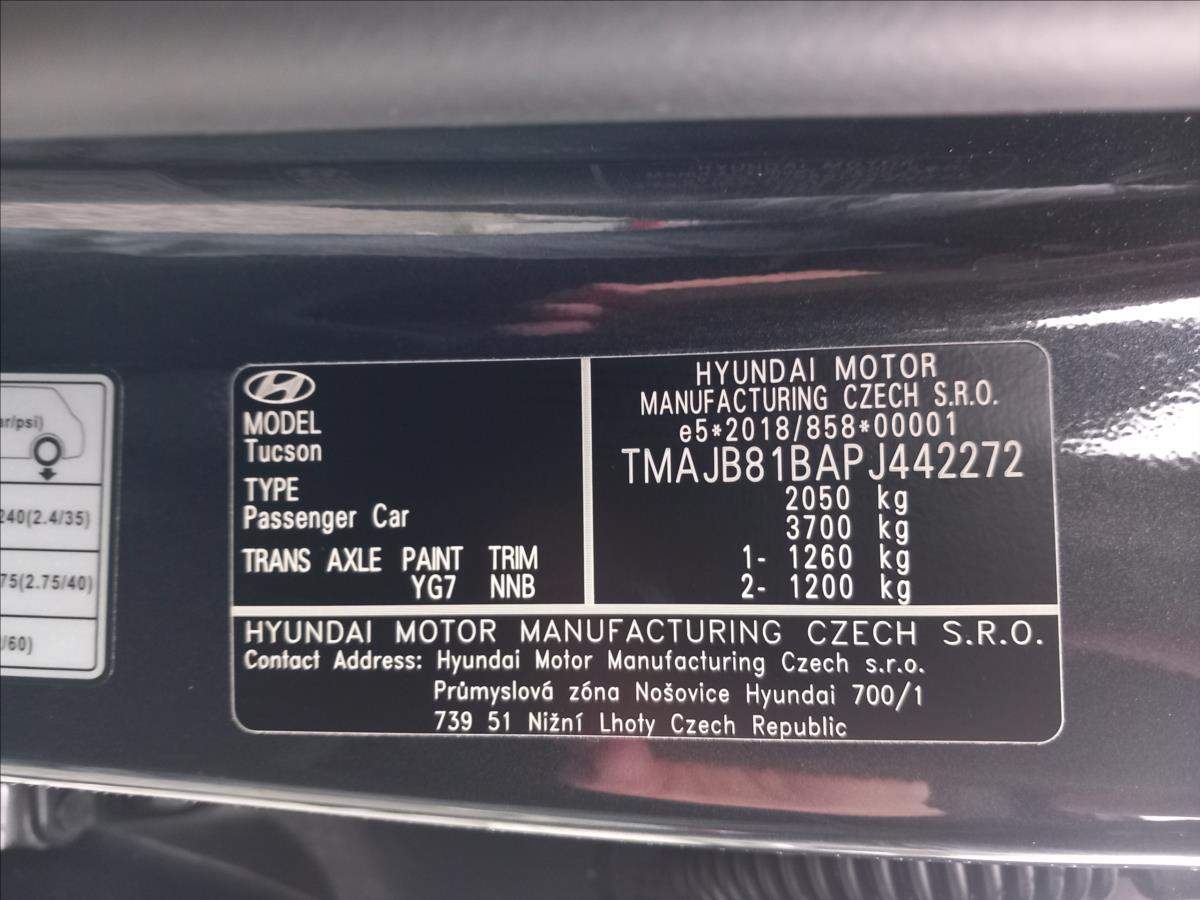 ar/psi)
240(2.4/35)
75(2.75/40)
/60)
MODEL
Tucson
TYPE
Passenger Car
TRANS AXLE PAINT TRIM
YG7 NNB
HYUNDAI MOTOR
MANUFACTURING CZECH S.R.O.
e5*2018/858*00001
TMAJB81BAPJ442272
2050 kg
3700 kg
1- 1260 kg
2- 1200 kg
HYUNDAI MOTOR MANUFACTURING CZECH S.R.O.
Contact Address: Hyundai Motor Manufacturing Czech s.r.o.
Průmyslová zóna Nošovice Hyundai 700/1
739 51 Nižní Lhoty Czech Republic